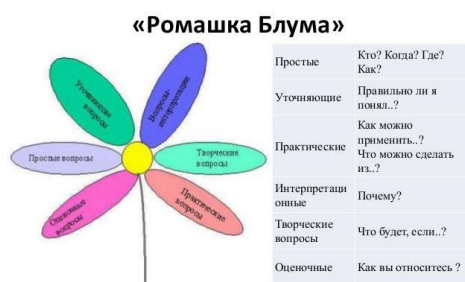 «Ромашка Блума»
Уточняющие
вопросы
Вопросы-
интерпретации
Простые вопросы
Творческие
вопросы
Оценочные
вопросы
Практические
вопросы
Простые
Кто? Когда? Где?
Как?
Уточняющие
Правильно ли я
понял..?
Практические
Как можно
применить..?
Что можно сделать
из..?
Интерпретаци
онные
Почему?
Творческие
вопросы
Что будет, если..?
Оценочные
Как вы относитесь ?